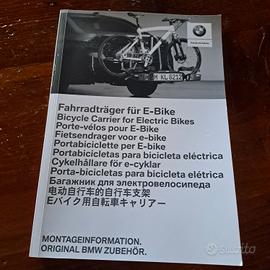 M KL 8212
Fahrradträger für E-Bike
Bicycle Carrier for Electric Bikes
Porte-vélos pour E-Bike
Fietsendrager voor e-bike
Portabiciclette per E-bike
Portabicicletas para bicicleta eléctrica
Cykelhållare för e-cyklar
Porta-bicicletas para bicicleta elétrica
Багажник для электровелосипеда
电动自行车的自行车支架
Eバイク用自転車キャリアー
MONTAGEINFORMATION.
ORIGINAL BMW ZUBEHÖR.
subito